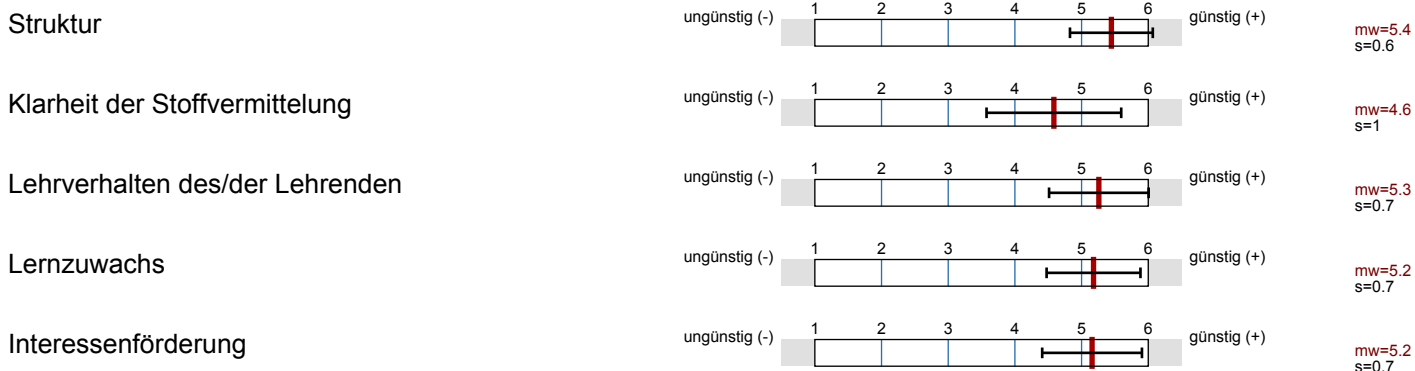 Struktur
ungünstig (-) 1 2 3 4 5 6 günstig (+)
mw=5.4
s=0.6
Klarheit der Stoffvermittelung
ungünstig (-) 1 2 3 4 5 6 günstig (+)
mw=4.6
s=1
Lehrverhalten des/der Lehrenden
ungünstig (-) 1 2 3 4 5 6 günstig (+)
mw=5.3
s=0.7
Lernzuwachs
ungünstig (-) 1 2 3 4 5 6 günstig (+)
mw=5.2
s=0.7
Interessenförderung
ungünstig (-) 1 2 3 4 5 6 günstig (+)
mw=5.2
s=0.7